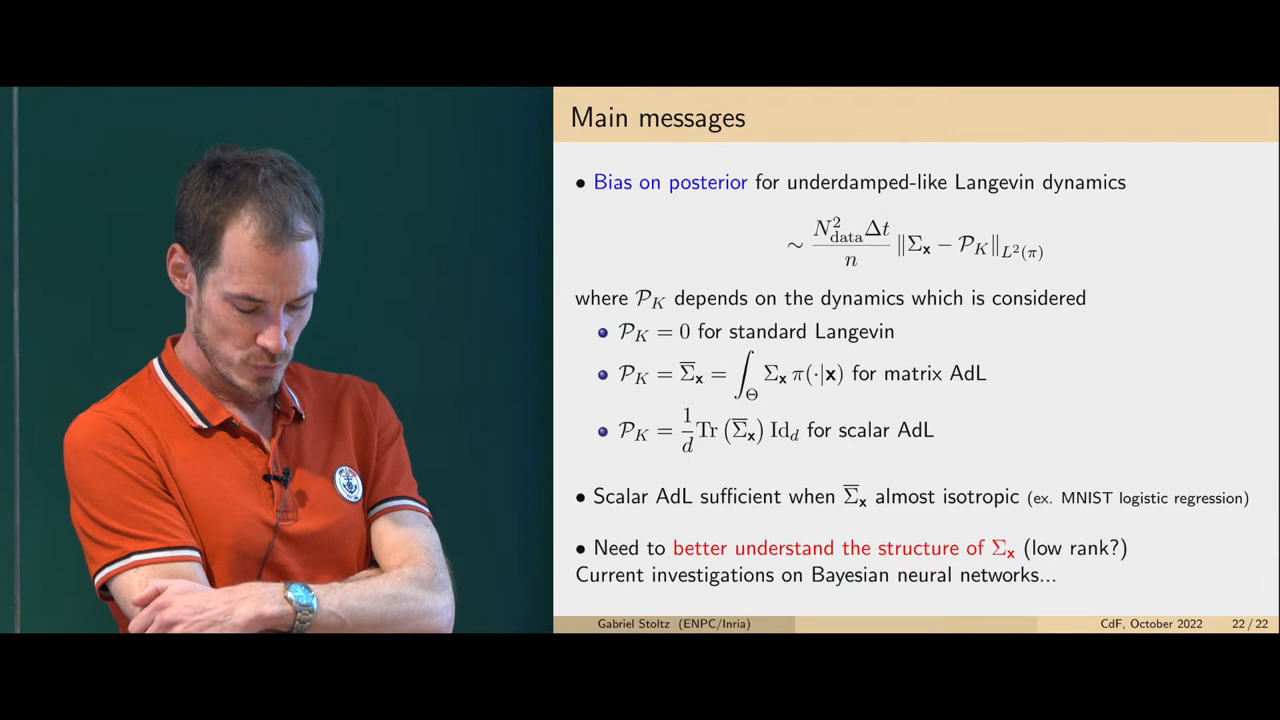 Main messages
• Bias on posterior for underdamped-like Langevin dynamics
∼ N²_data Δt / n ‖Σ_x − 𝒫_K‖_{L²(π)}
where 𝒫_K depends on the dynamics which is considered
• 𝒫_K = 0 for standard Langevin
• 𝒫_K = Σ̅_x = ∫_Θ Σ_x π(·|x) for matrix AdL
• 𝒫_K = 1/d Tr (Σ̅_x) Id_d for scalar AdL
• Scalar AdL sufficient when Σ̅_x almost isotropic (ex. MNIST logistic regression)
• Need to better understand the structure of Σ_x (low rank?)
Current investigations on Bayesian neural networks...
Gabriel Stoltz (ENPC/Inria) CdF, October 2022 22 / 22